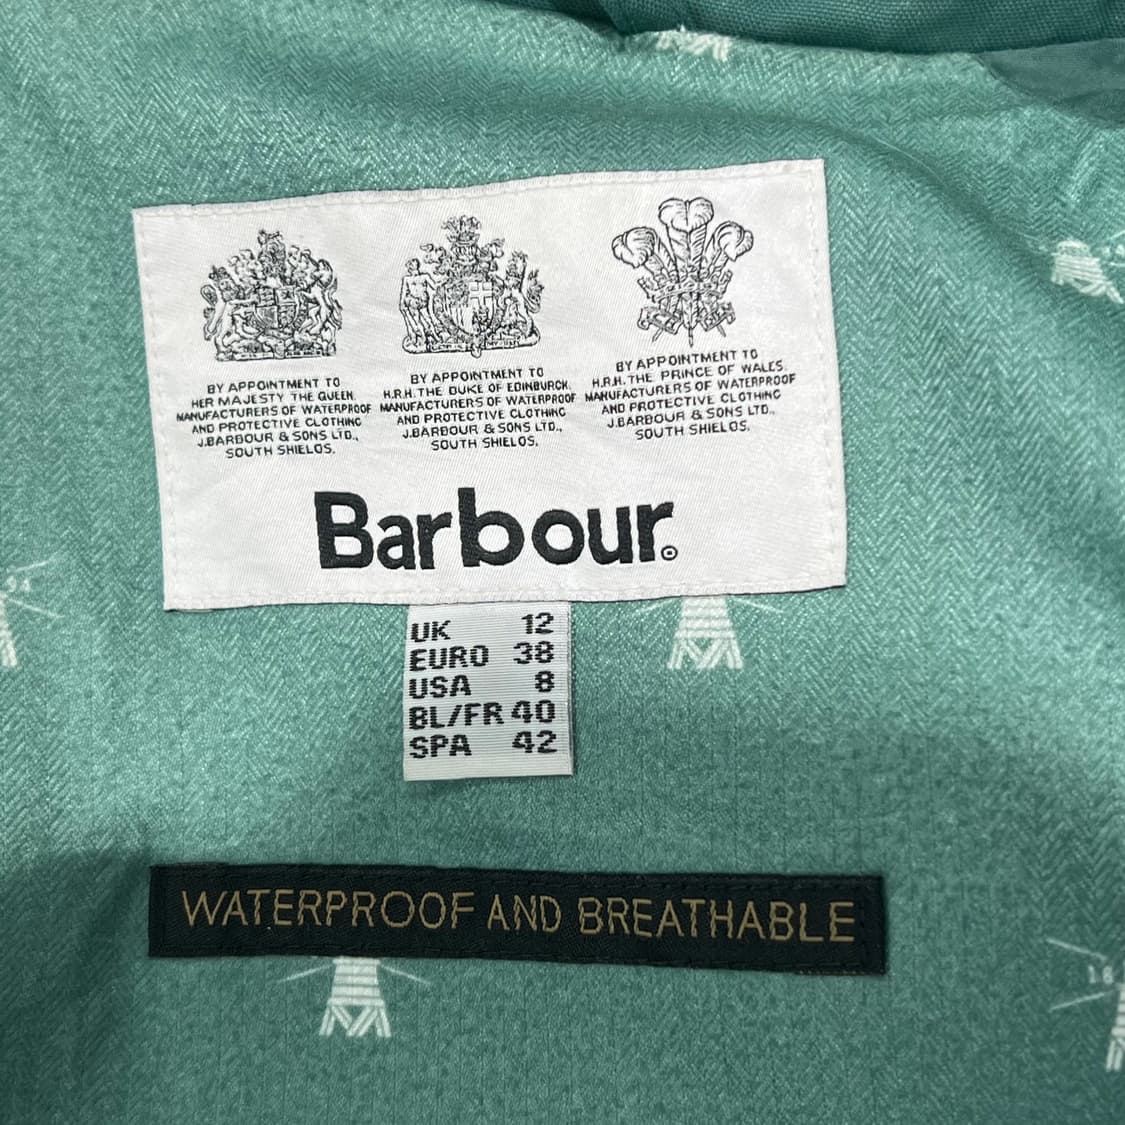 BY APPOINTMENT TO
HER MAJESTY THE QUEEN,
MANUFACTURERS OF WATERPROOF
AND PROTECTIVE CLOTHING
J.BARBOUR & SONS LTD.,
SOUTH SHIELDS.
BY APPOINTMENT TO
H.R.H. THE DUKE OF EDINBURGH,
MANUFACTURERS OF WATERPROOF
AND PROTECTIVE CLOTHING
J.BARBOUR & SONS LTD.,
SOUTH SHIELDS.
BY APPOINTMENT TO
H.R.H. THE PRINCE OF WALES,
MANUFACTURERS OF WATERPROOF
AND PROTECTIVE CLOTHING
J.BARBOUR & SONS LTD.,
SOUTH SHIELDS.
Barbour®
UK 12
EURO 38
USA 8
BL/FR 40
SPA 42
WATERPROOF AND BREATHABLE
94
18